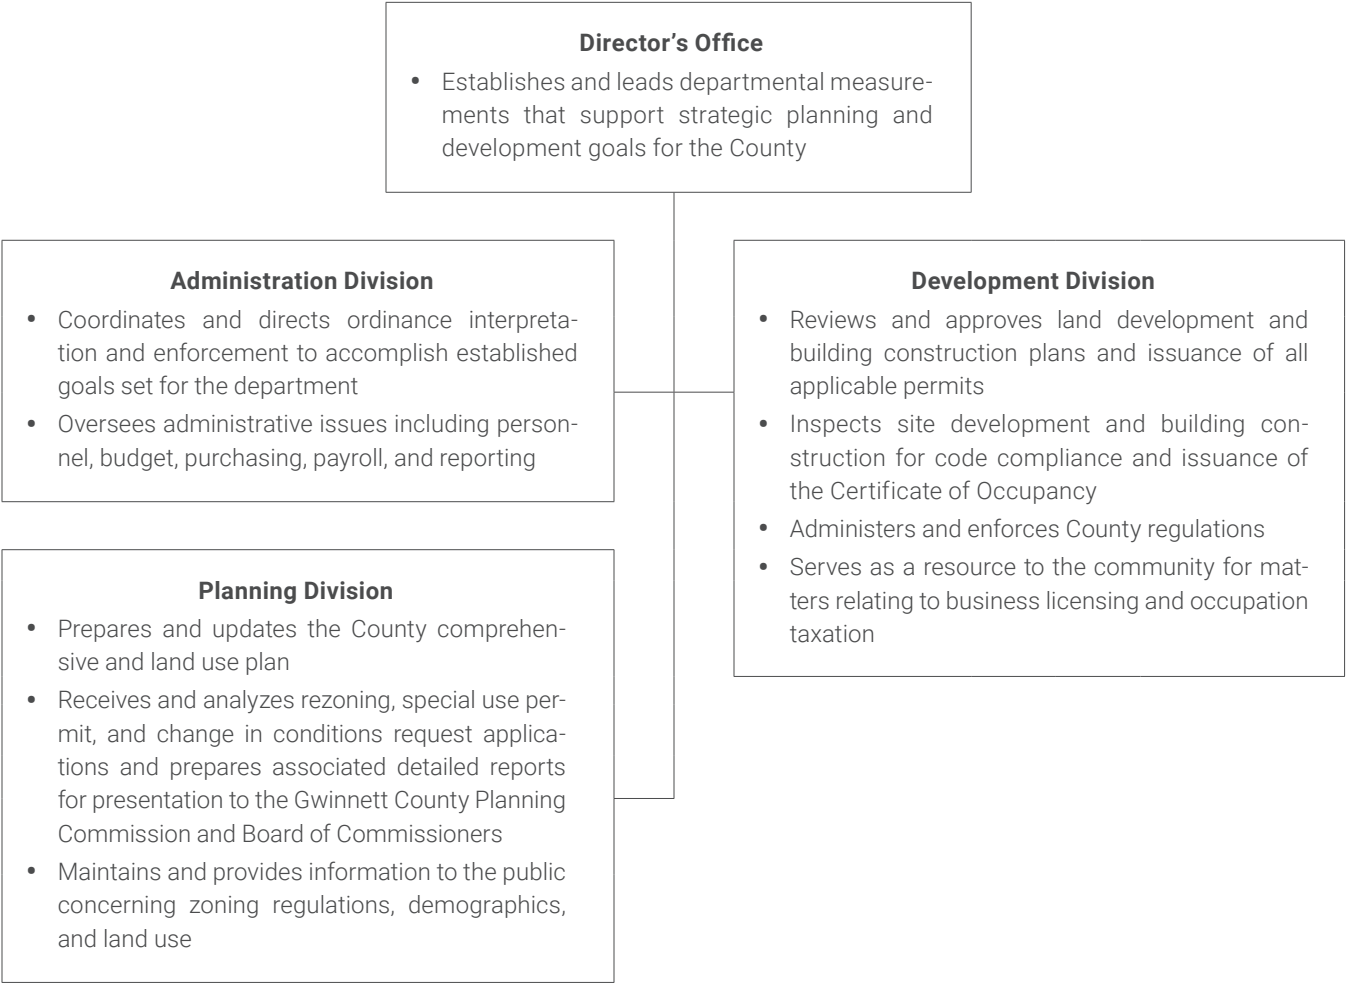 Director’s Office
• Establishes and leads departmental measure-
ments that support strategic planning and
development goals for the County
Administration Division
• Coordinates and directs ordinance interpreta-
tion and enforcement to accomplish established
goals set for the department
• Oversees administrative issues including person-
nel, budget, purchasing, payroll, and reporting
Development Division
• Reviews and approves land development and
building construction plans and issuance of all
applicable permits
• Inspects site development and building con-
struction for code compliance and issuance of
the Certificate of Occupancy
• Administers and enforces County regulations
• Serves as a resource to the community for mat-
ters relating to business licensing and occupation
taxation
Planning Division
• Prepares and updates the County comprehen-
sive and land use plan
• Receives and analyzes rezoning, special use per-
mit, and change in conditions request applica-
tions and prepares associated detailed reports
for presentation to the Gwinnett County Planning
Commission and Board of Commissioners
• Maintains and provides information to the public
concerning zoning regulations, demographics,
and land use